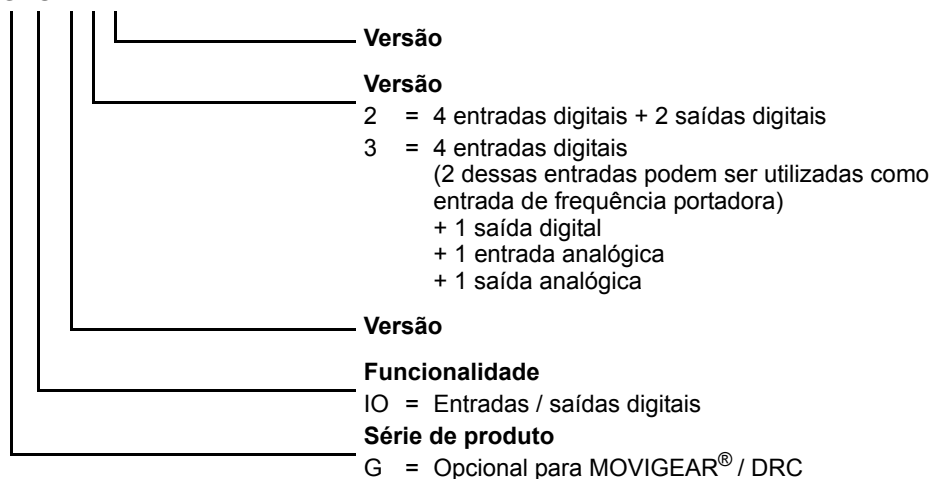 Versão
Versão
2 = 4 entradas digitais + 2 saídas digitais
3 = 4 entradas digitais
(2 dessas entradas podem ser utilizadas como
entrada de frequência portadora)
+ 1 saída digital
+ 1 entrada analógica
+ 1 saída analógica
Versão
Funcionalidade
IO = Entradas / saídas digitais
Série de produto
G = Opcional para MOVIGEAR® / DRC